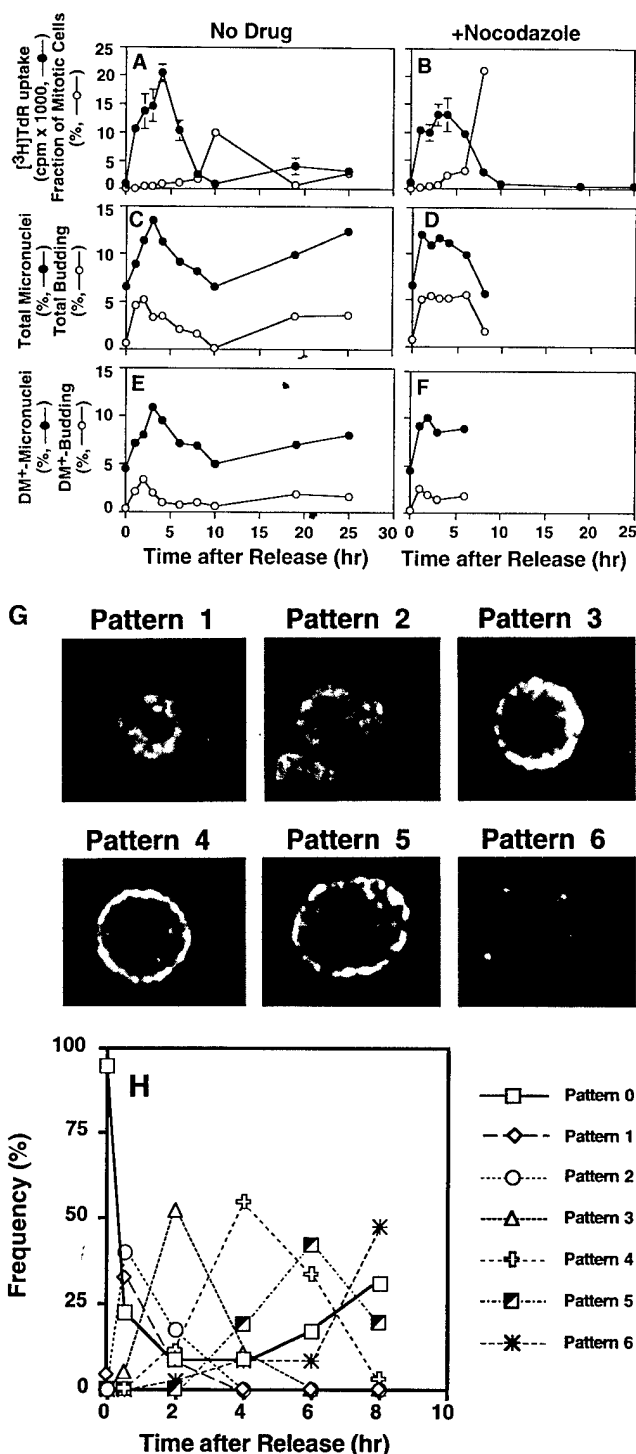 No Drug
+Nocodazole
[³H]TdR uptake
(cpm x 1000, —●—)
Fraction of Mitotic Cells
(%, —○—)
25
20
15
10
5
0
A
B
Total Micronuclei
(%, —●—)
Total Budding
(%, —○—)
15
10
5
0
C
D
DM⁺-Micronuclei
(%, —●—)
DM⁺-Budding
(%, —○—)
15
10
5
0
E
F
0 5 10 15 20 25 30
0 5 10 15 20 25
Time after Release (hr)
Time after Release (hr)
G
Pattern 1
Pattern 2
Pattern 3
Pattern 4
Pattern 5
Pattern 6
H
Frequency (%)
100
75
50
25
0
0 2 4 6 8 10
Time after Release (hr)
Pattern 0
Pattern 1
Pattern 2
Pattern 3
Pattern 4
Pattern 5
Pattern 6